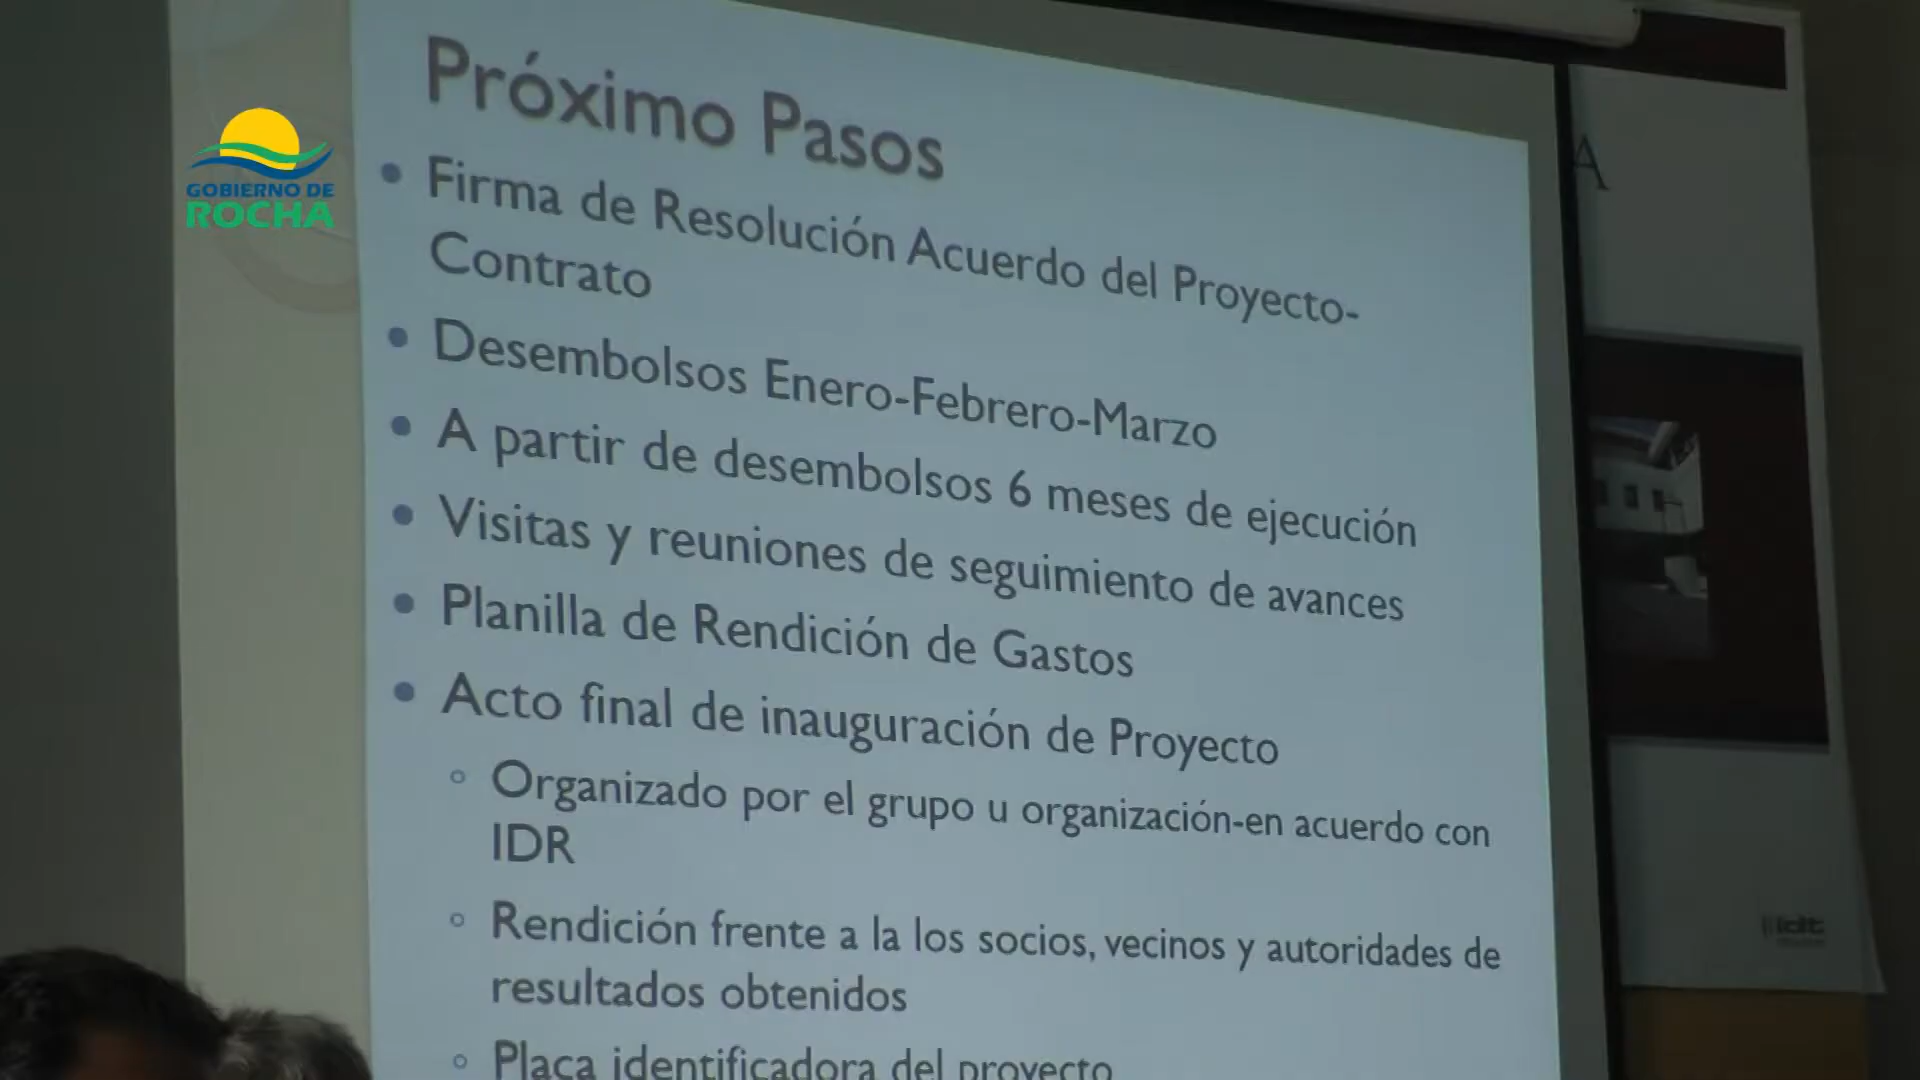 Próximo Pasos
GOBIERNO DE
ROCHA
• Firma de Resolución Acuerdo del Proyecto-
Contrato
• Desembolsos Enero-Febrero-Marzo
• A partir de desembolsos 6 meses de ejecución
• Visitas y reuniones de seguimiento de avances
• Planilla de Rendición de Gastos
• Acto final de inauguración de Proyecto
◦ Organizado por el grupo u organización-en acuerdo con
IDR
◦ Rendición frente a la los socios, vecinos y autoridades de
resultados obtenidos
◦ Placa identificadora del proyecto
A